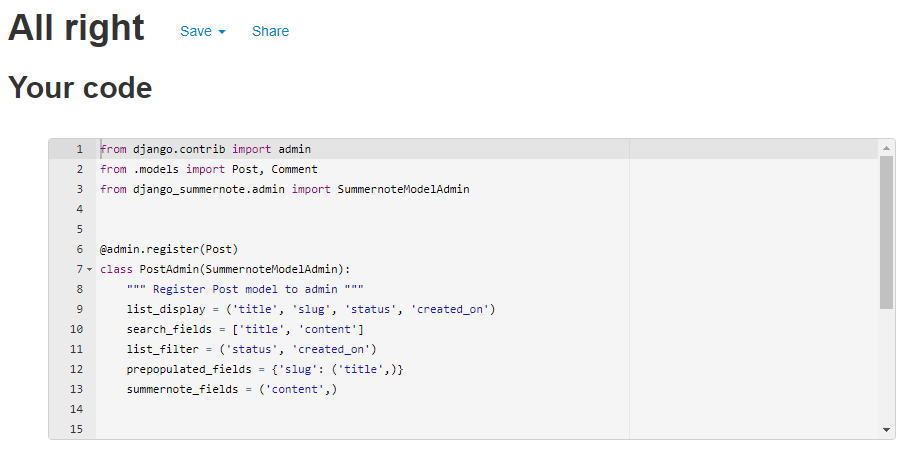 All right Save Share
Your code
1 from django.contrib import admin
2 from .models import Post, Comment
3 from django_summernote.admin import SummernoteModelAdmin
4
5
6 @admin.register(Post)
7 class PostAdmin(SummernoteModelAdmin):
8     """ Register Post model to admin """
9     list_display = ('title', 'slug', 'status', 'created_on')
10     search_fields = ['title', 'content']
11     list_filter = ('status', 'created_on')
12     prepopulated_fields = {'slug': ('title',)}
13     summernote_fields = ('content',)
14
15